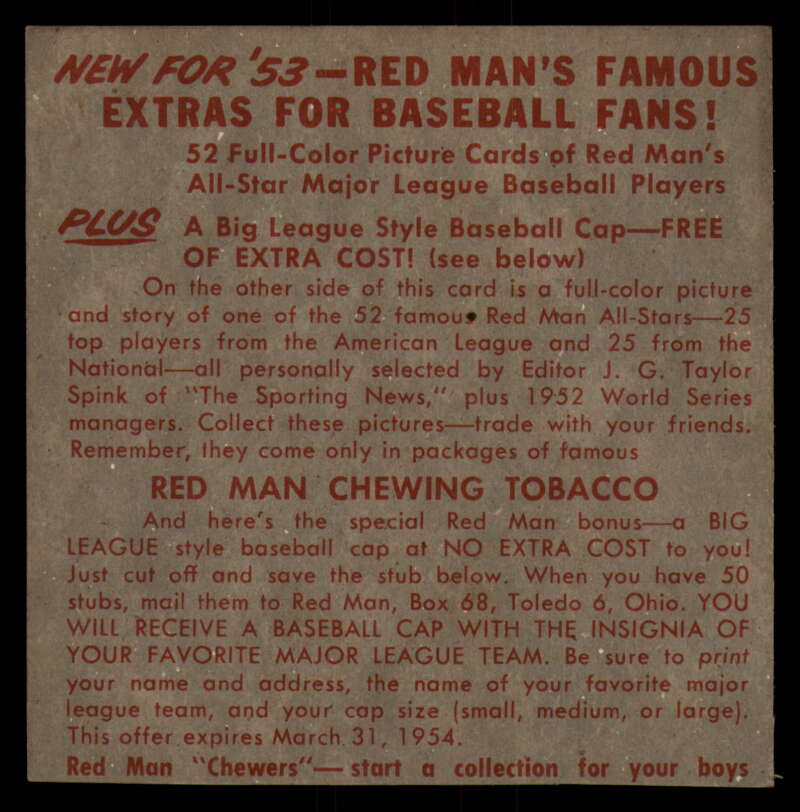 NEW FOR '53—RED MAN'S FAMOUS
EXTRAS FOR BASEBALL FANS!
52 Full-Color Picture Cards of Red Man's
All-Star Major League Baseball Players
PLUS A Big League Style Baseball Cap—FREE
OF EXTRA COST! (see below)
On the other side of this card is a full-color picture
and story of one of the 52 famous Red Man All-Stars—25
top players from the American League and 25 from the
National—all personally selected by Editor J. G. Taylor
Spink of "The Sporting News," plus 1952 World Series
managers. Collect these pictures—trade with your friends.
Remember, they come only in packages of famous
RED MAN CHEWING TOBACCO
And here's the special Red Man bonus—a BIG
LEAGUE style baseball cap at NO EXTRA COST to you!
Just cut off and save the stub below. When you have 50
stubs, mail them to Red Man, Box 68, Toledo 6, Ohio. YOU
WILL RECEIVE A BASEBALL CAP WITH THE INSIGNIA OF
YOUR FAVORITE MAJOR LEAGUE TEAM. Be sure to print
your name and address, the name of your favorite major
league team, and your cap size (small, medium, or large).
This offer expires March 31, 1954.
Red Man "Chewers"—start a collection for your boys